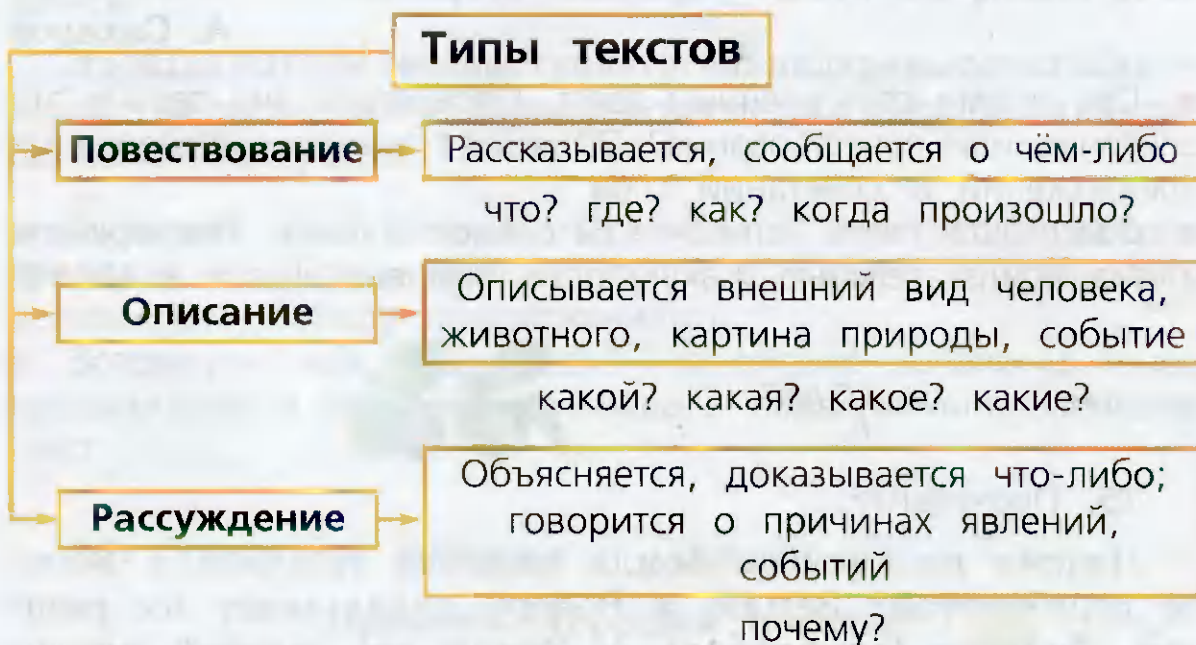 Типы текстов
Повествование
Рассказывается, сообщается о чём-либо
что? где? как? когда произошло?
Описание
Описывается внешний вид человека,
животного, картина природы, событие
какой? какая? какое? какие?
Рассуждение
Объясняется, доказывается что-либо;
говорится о причинах явлений,
событий
почему?